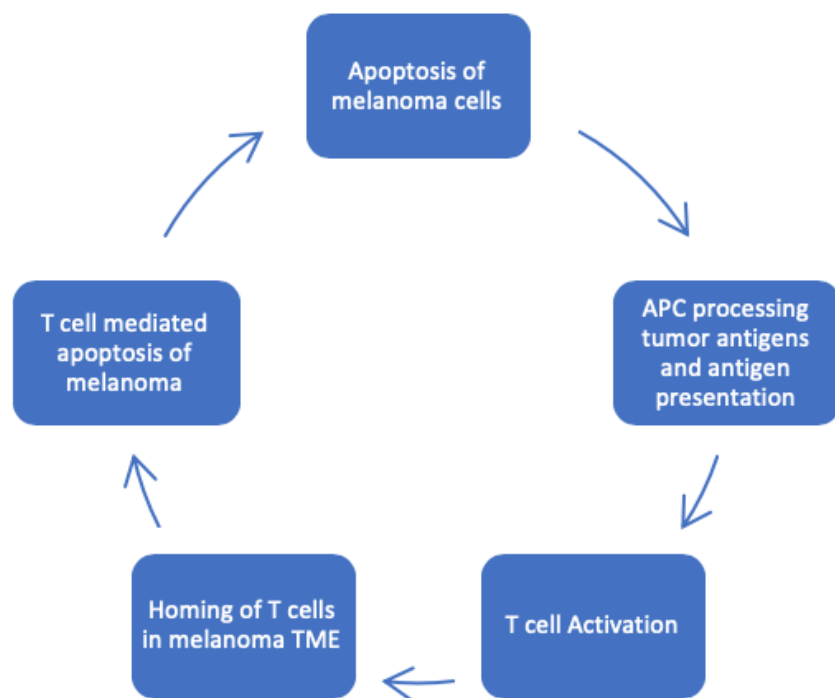 Apoptosis of
melanoma cells
APC processing
tumor antigens
and antigen
presentation
T cell Activation
Homing of T cells
in melanoma TME
T cell mediated
apoptosis of
melanoma